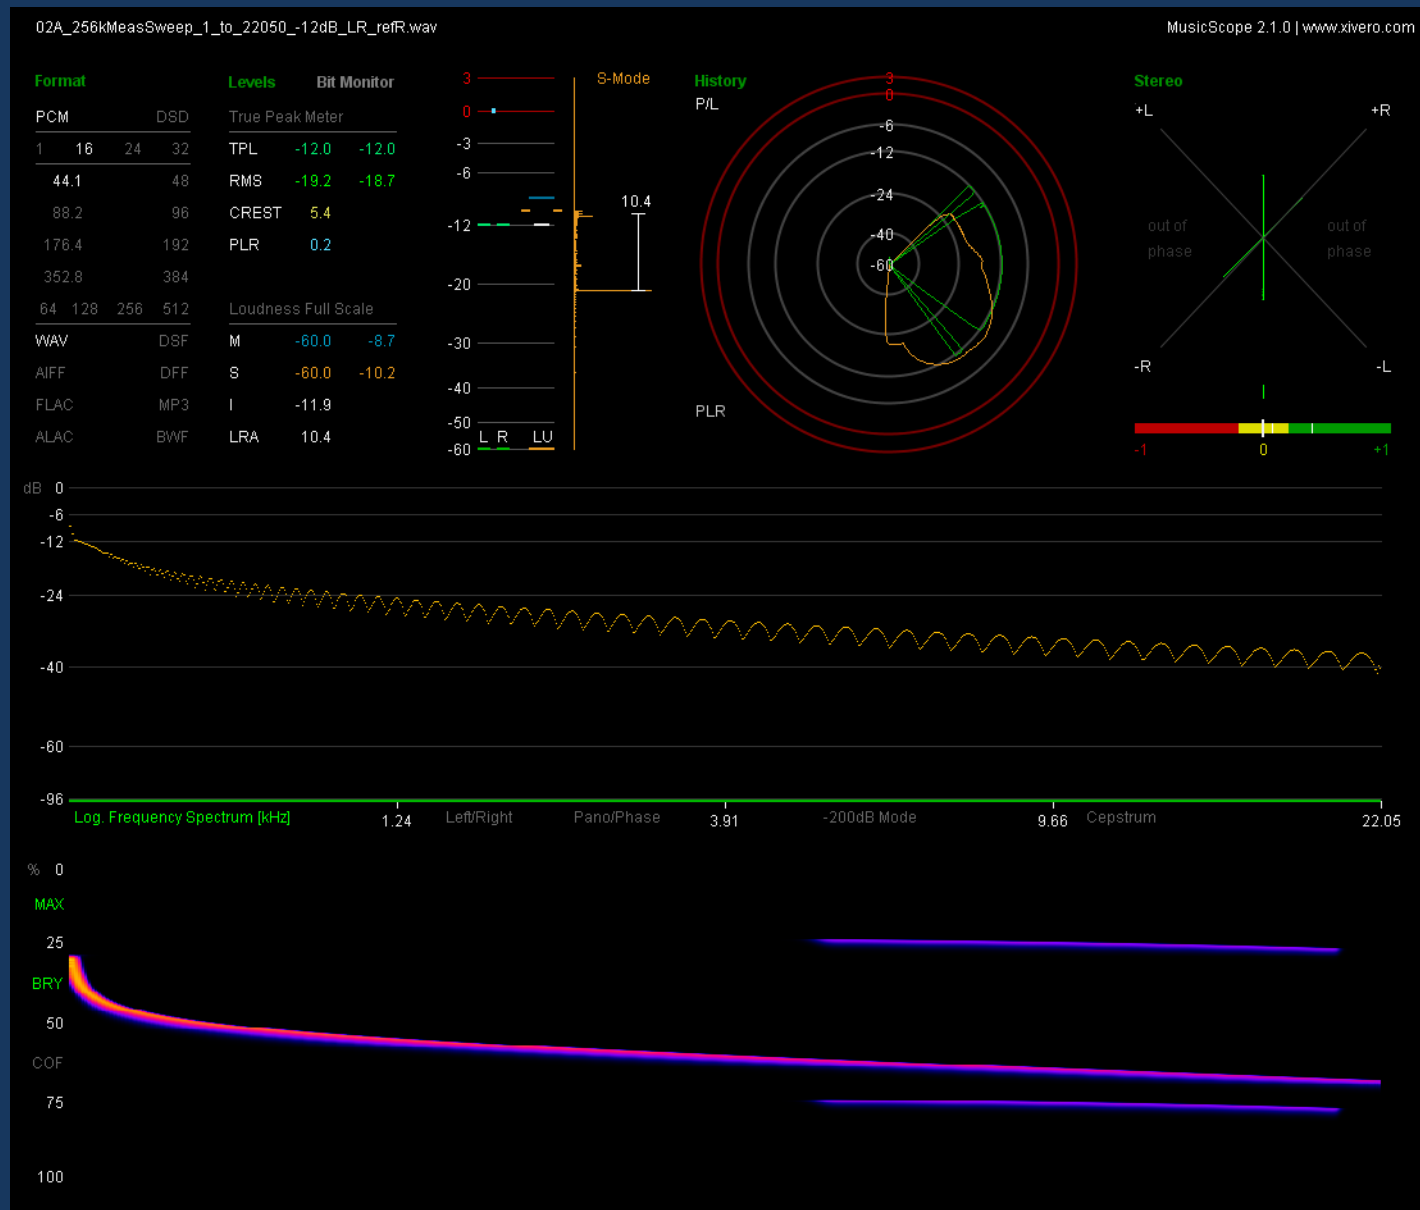 02A_256kMeasSweep_1_to_22050_-12dB_LR_refR.wav
MusicScope 2.1.0 | www.xivero.com
Format
PCM DSD
1 16 24 32
44.1 48
88.2 96
176.4 192
352.8 384
64 128 256 512
WAV DSF
AIFF DFF
FLAC MP3
ALAC BWF
Levels Bit Monitor
True Peak Meter
TPL -12.0 -12.0
RMS -19.2 -18.7
CREST 5.4
PLR 0.2
Loudness Full Scale
M -60.0 -8.7
S -60.0 -10.2
I -11.9
LRA 10.4
3
0
-3
-6
-12
-20
-30
-40
-50
-60
L R LU
S-Mode
10.4
History
P/L
3
0
-6
-12
-24
-40
-60
PLR
Stereo
+L +R
out of phase
out of phase
-R -L
-1 0 +1
dB 0
-6
-12
-24
-40
-60
-96
Log. Frequency Spectrum [kHz] 1.24 Left/Right Pano/Phase 3.91 -200dB Mode 9.66 Cepstrum 22.05
% 0
MAX
25
BRY
50
COF
75
100